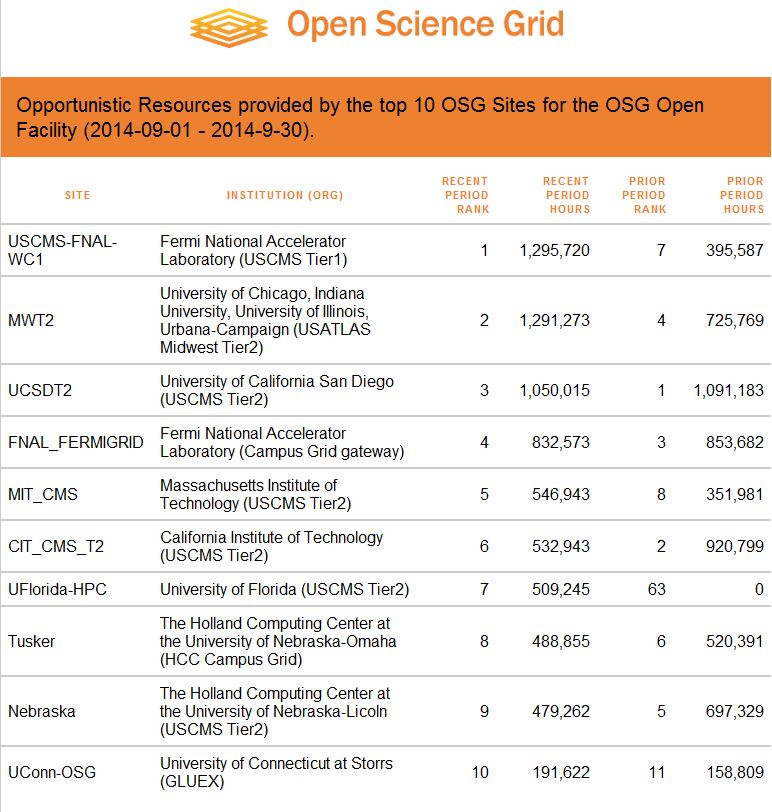 Open Science Grid
Opportunistic Resources provided by the top 10 OSG Sites for the OSG Open
Facility (2014-09-01 - 2014-9-30).
SITE INSTITUTION (ORG) RECENT PERIOD RANK RECENT PERIOD HOURS PRIOR PERIOD RANK PRIOR PERIOD HOURS
USCMS-FNAL-
WC1
Fermi National Accelerator
Laboratory (USCMS Tier1)
1 1,295,720 7 395,587
MWT2
University of Chicago, Indiana
University, University of Illinois,
Urbana-Campaign (USATLAS
Midwest Tier2)
2 1,291,273 4 725,769
UCSDT2
University of California San Diego
(USCMS Tier2)
3 1,050,015 1 1,091,183
FNAL_FERMIGRID
Fermi National Accelerator
Laboratory (Campus Grid gateway)
4 832,573 3 853,682
MIT_CMS
Massachusetts Institute of
Technology (USCMS Tier2)
5 546,943 8 351,981
CIT_CMS_T2
California Institute of Technology
(USCMS Tier2)
6 532,943 2 920,799
UFlorida-HPC University of Florida (USCMS Tier2) 7 509,245 63 0
Tusker
The Holland Computing Center at
the University of Nebraska-Omaha
(HCC Campus Grid)
8 488,855 6 520,391
Nebraska
The Holland Computing Center at
the University of Nebraska-Licoln
(USCMS Tier2)
9 479,262 5 697,329
UConn-OSG
University of Connecticut at Storrs
(GLUEX)
10 191,622 11 158,809